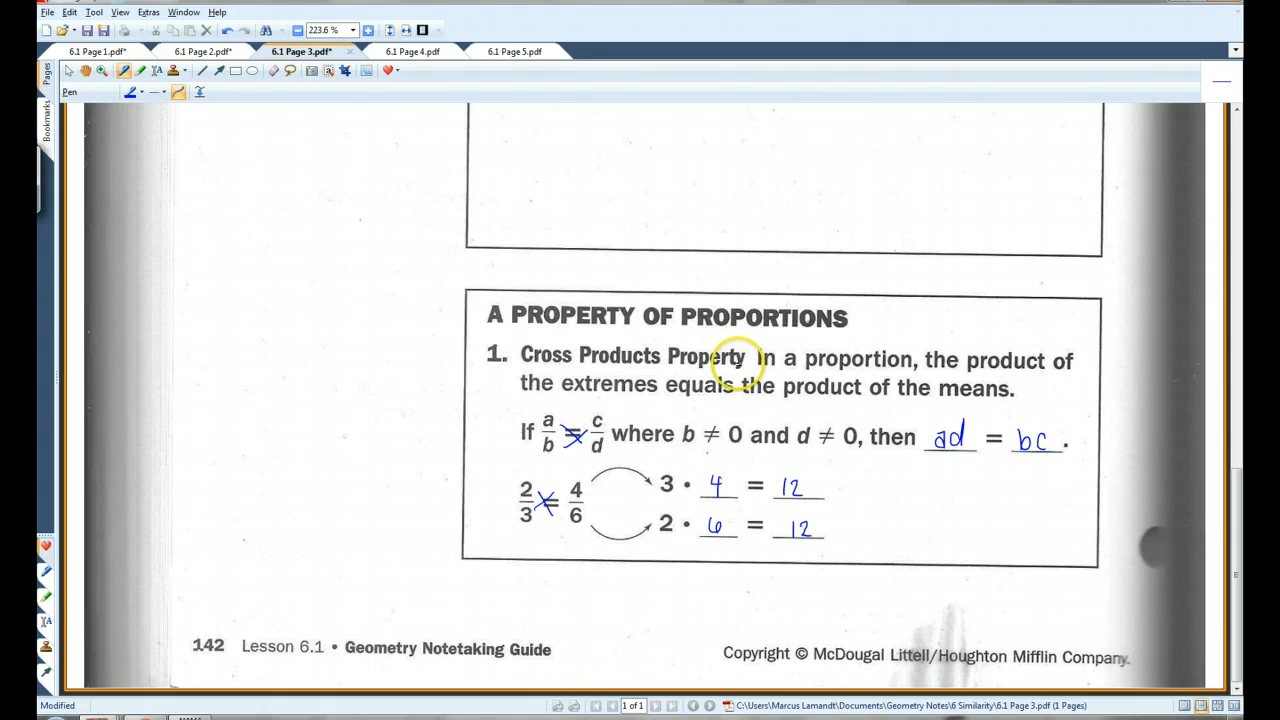 File Edit Tool View Extras Window Help
223.6 %
6.1 Page 1.pdf* 6.1 Page 2.pdf* 6.1 Page 3.pdf* 6.1 Page 4.pdf 6.1 Page 5.pdf
Pages
Bookmarks
Pen
A PROPERTY OF PROPORTIONS
1. Cross Products Property In a proportion, the product of
the extremes equals the product of the means.
If a/b = c/d where b ≠ 0 and d ≠ 0, then ad = bc.
2/3 = 4/6
3 • 4 = 12
2 • 6 = 12
142 Lesson 6.1 • Geometry Notetaking Guide
Copyright © McDougal Littell/Houghton Mifflin Company.
Modified
1 of 1
C:\Users\Marcus Lamandt\Documents\Geometry Notes\6 Similarity\6.1 Page 3.pdf (1 Pages)